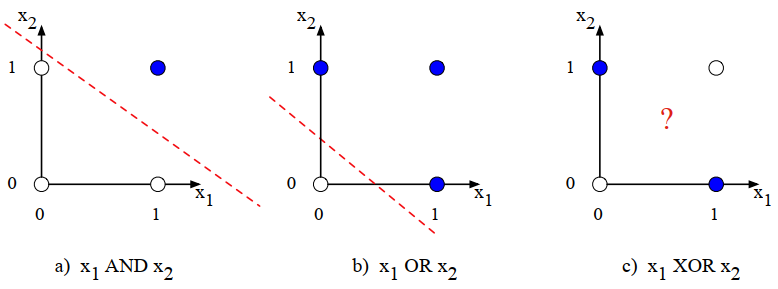 x2 x2 x2
1 1 1
?
0 0 0
x1 x1 x1
0 1 0 1 0 1
a) x1 AND x2 b) x1 OR x2 c) x1 XOR x2